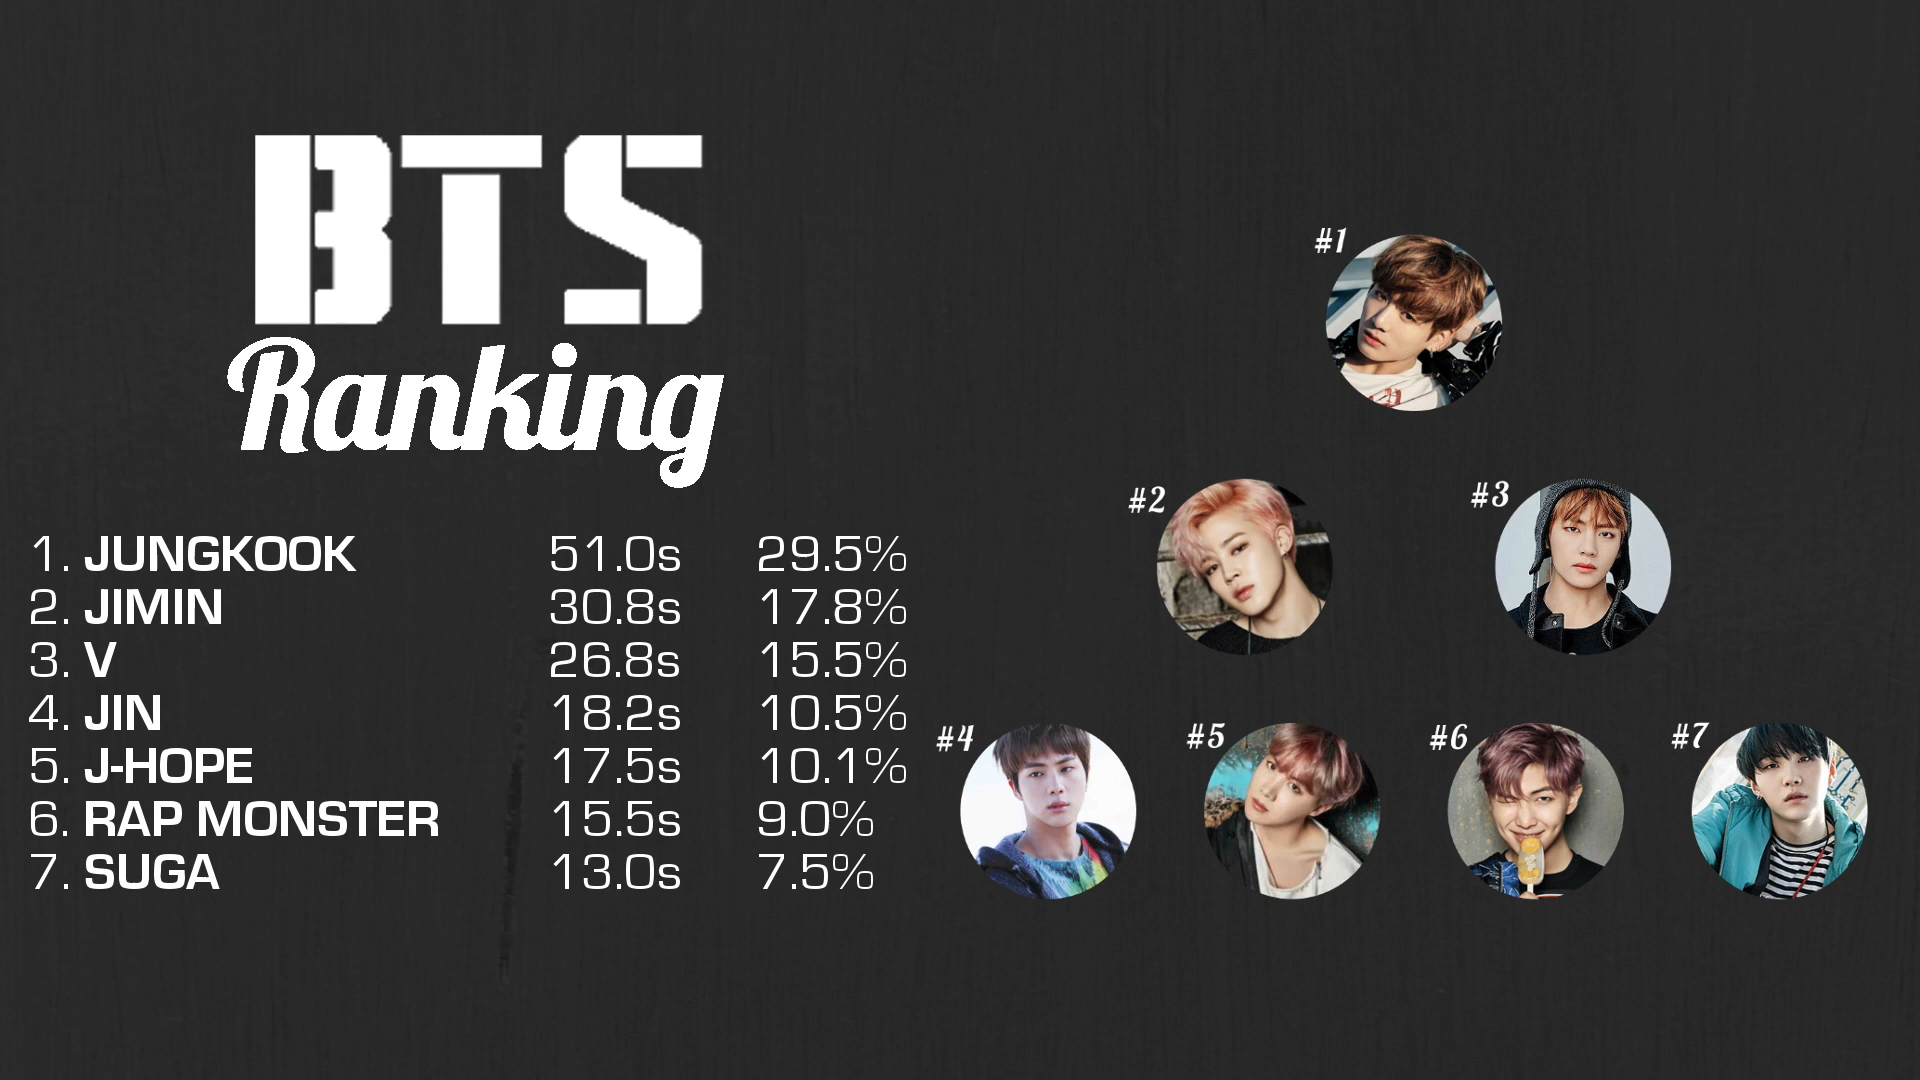 BTS
Ranking
1. JUNGKOOK 51.0s 29.5%
2. JIMIN 30.8s 17.8%
3. V 26.8s 15.5%
4. JIN 18.2s 10.5%
5. J-HOPE 17.5s 10.1%
6. RAP MONSTER 15.5s 9.0%
7. SUGA 13.0s 7.5%
#1
#2 #3
#4 #5 #6 #7